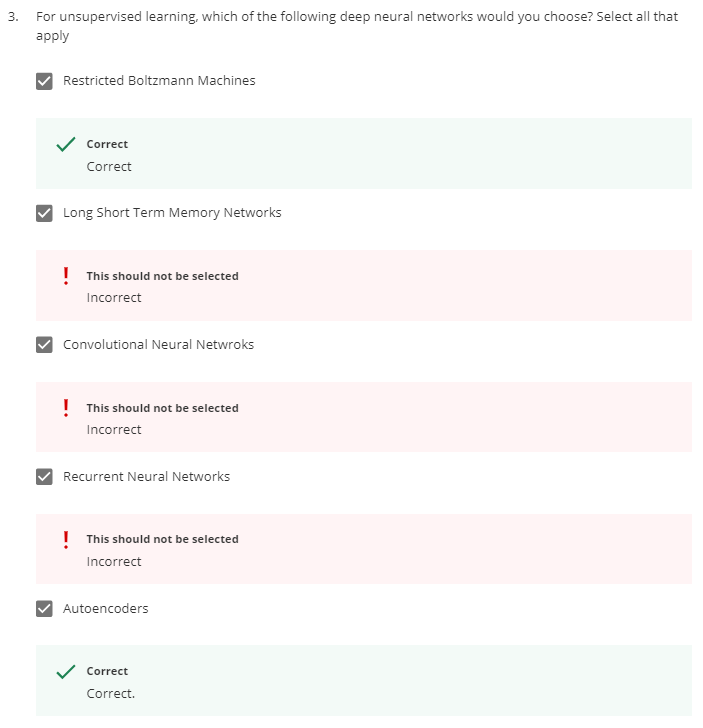 3. For unsupervised learning, which of the following deep neural networks would you choose? Select all that
apply
Restricted Boltzmann Machines
Correct
Correct
Long Short Term Memory Networks
This should not be selected
Incorrect
Convolutional Neural Netwroks
This should not be selected
Incorrect
Recurrent Neural Networks
This should not be selected
Incorrect
Autoencoders
Correct
Correct.